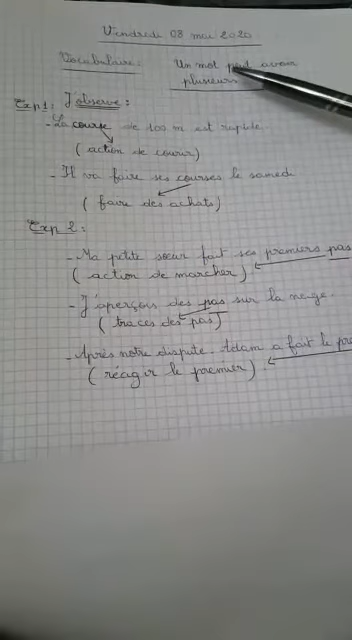 Vendredi 08 mai 2020
Vocabulaire: Un mot peut avoir
plusieurs
Exp1: J'observe:
- La course de 100 m est rapide.
(action de courir)
- Il va faire ses courses le samedi
(faire des achats)
Exp 2:
- Ma petite sœur fait ses premiers pas
(action de marcher)
- J'aperçois des pas sur la neige.
(traces des pas)
- Après notre dispute. Adam a fait le
(réagir le premier)